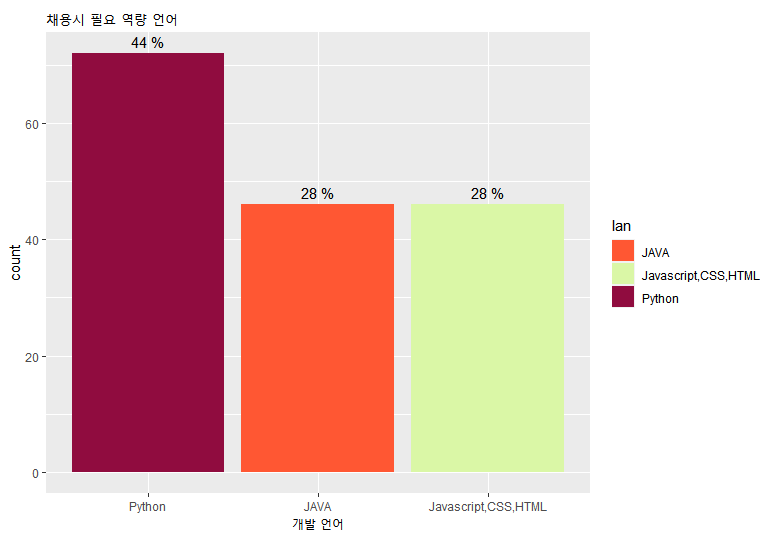 채용시 필요 역량 언어
44 %
28 %
28 %
60
40
20
0
count
Python
JAVA
Javascript,CSS,HTML
개발 언어
lan
JAVA
Javascript,CSS,HTML
Python